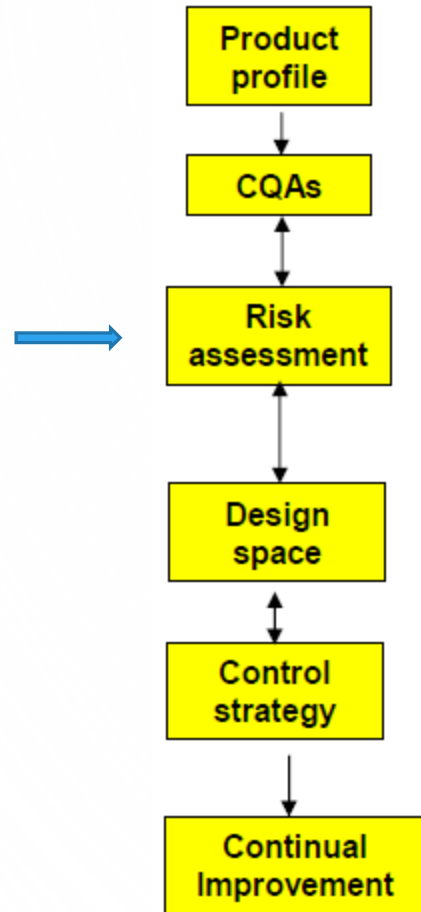 Product
profile
CQAs
Risk
assessment
Design
space
Control
strategy
Continual
Improvement